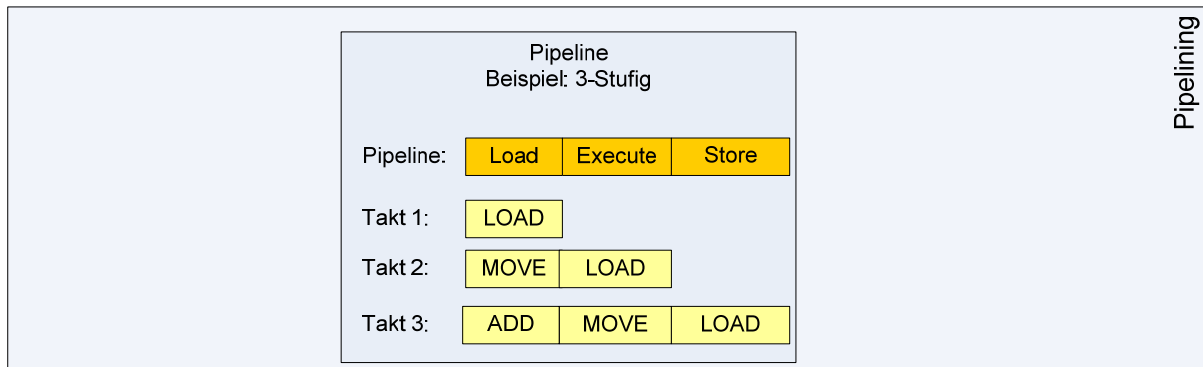 Pipeline
Beispiel: 3-Stufig
Pipelining
Pipeline: Load Execute Store
Takt 1: LOAD
Takt 2: MOVE LOAD
Takt 3: ADD MOVE LOAD